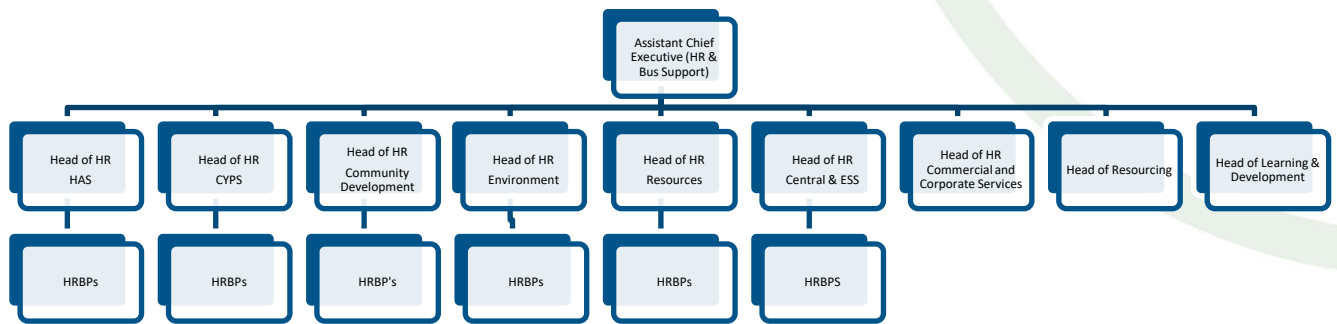 Assistant Chief
Executive (HR &
Bus Support)
Head of HR
HAS
Head of HR
CYPS
Head of HR
Community
Development
Head of HR
Environment
Head of HR
Resources
Head of HR
Central & ESS
Head of HR
Commercial and
Corporate Services
Head of Resourcing
Head of Learning &
Development
HRBPs
HRBPs
HRBP's
HRBPs
HRBPs
HRBPS